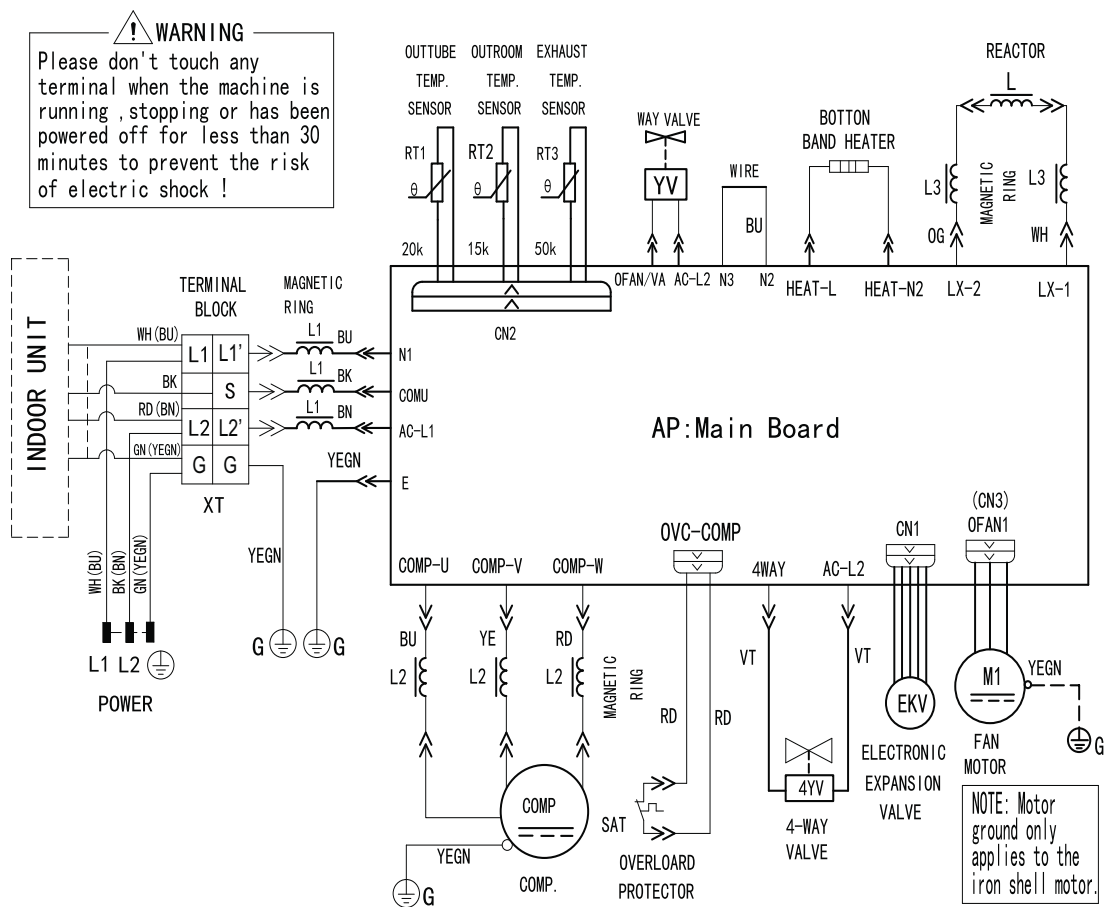 WARNING
Please don't touch any
terminal when the machine is
running ,stopping or has been
powered off for less than 30
minutes to prevent the risk
of electric shock !
OUTTUBE
TEMP.
SENSOR
OUTROOM
TEMP.
SENSOR
EXHAUST
TEMP.
SENSOR
RT1
θ
20k
RT2
θ
15k
RT3
θ
50k
CN2
WAY VALVE
YV
OFAN/VA
AC-L2
WIRE
BU
N3
N2
BOTTON
BAND HEATER
HEAT-L
HEAT-N2
REACTOR
L
L3
MAGNETIC
RING
L3
OG
WH
LX-2
LX-1
INDOOR UNIT
TERMINAL
BLOCK
MAGNETIC
RING
WH(BU)
BK
RD(BN)
GN(YEGN)
L1 L1'
S
L2 L2'
G G
XT
L1 BU
L1 BK
L1 BN
N1
COMU
AC-L1
YEGN
E
AP:Main Board
YEGN
G
G
WH(BU)
BK(BN)
GN(YEGN)
L1 L2
POWER
COMP-U
COMP-V
COMP-W
BU
YE
RD
L2
L2
L2
MAGNETIC
RING
COMP
COMP.
YEGN
G
OVC-COMP
RD
RD
SAT
OVERLOARD
PROTECTOR
4WAY
AC-L2
VT
VT
4YV
4-WAY
VALVE
CN1
EKV
ELECTRONIC
EXPANSION
VALVE
(CN3)
OFAN1
M1
YEGN
G
FAN
MOTOR
NOTE: Motor
ground only
applies to the
iron shell motor.